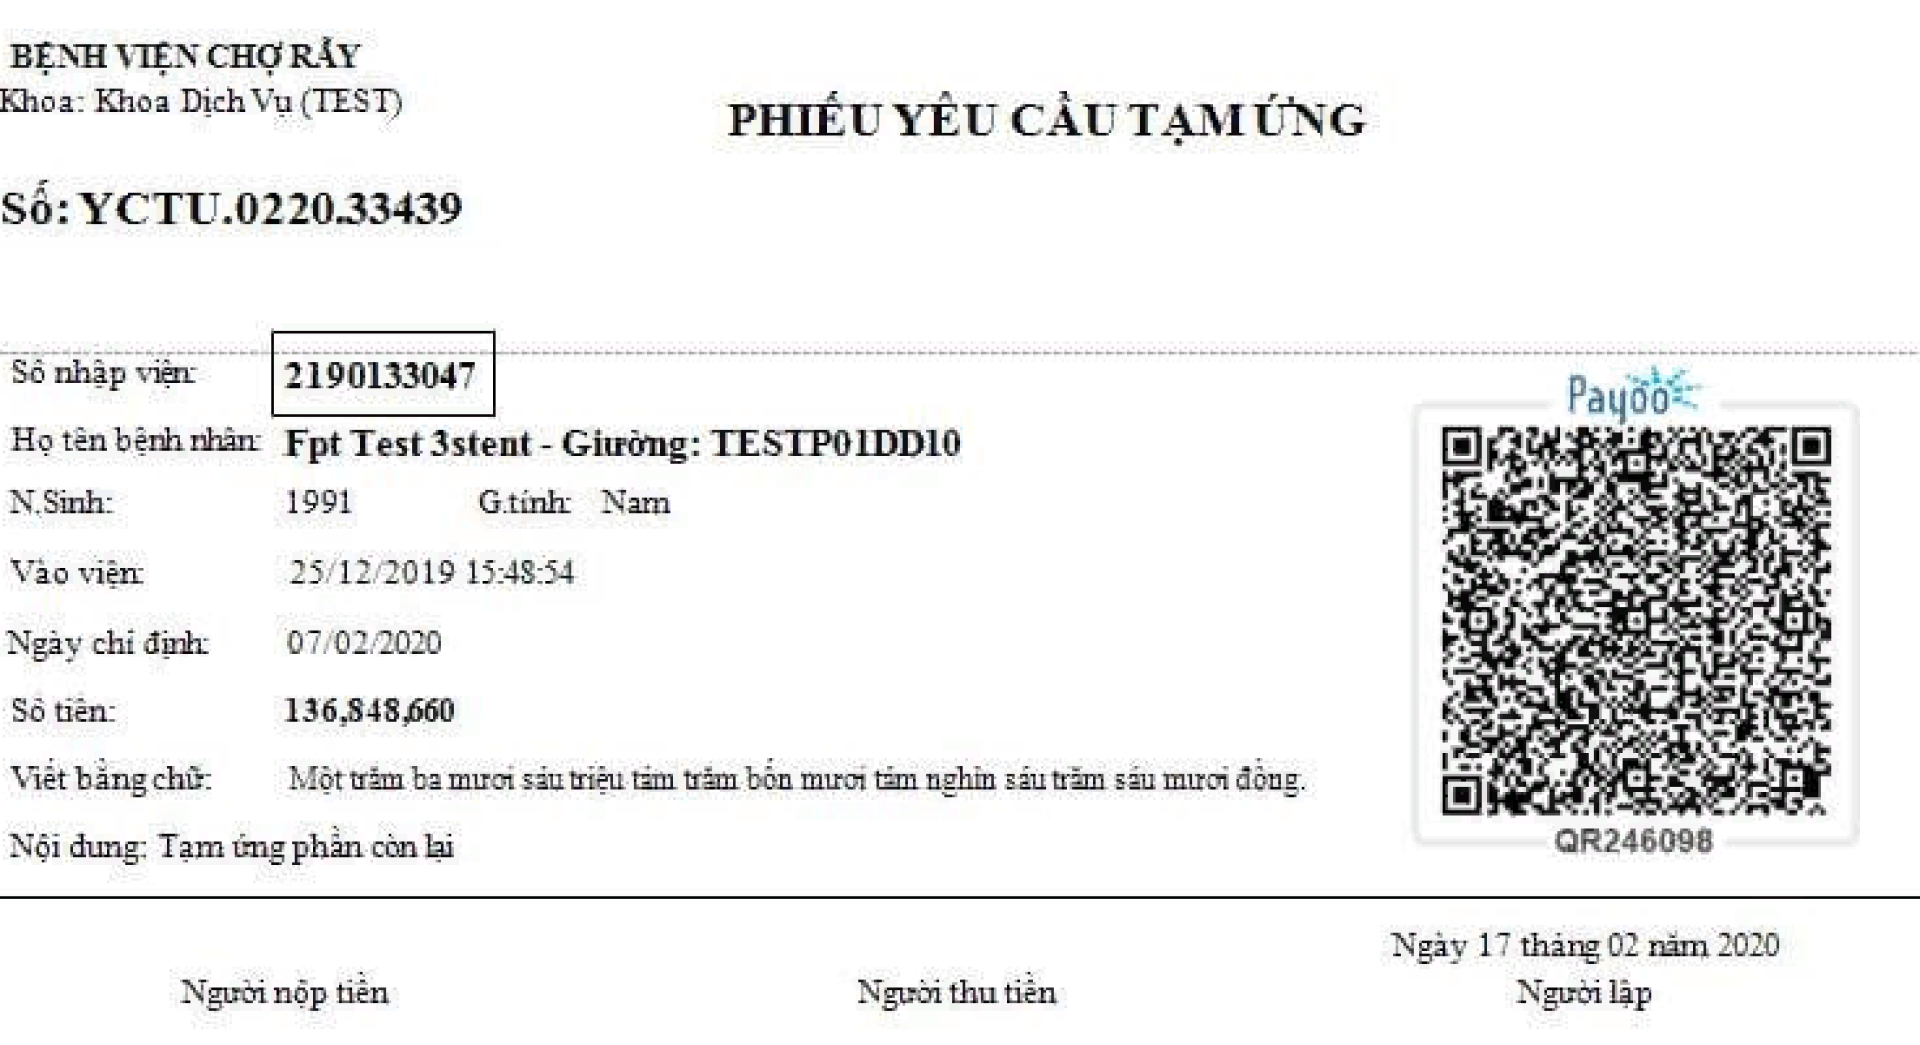 BỆNH VIỆN CHỢ RẪY
Khoa: Khoa Dịch Vụ (TEST)
PHIẾU YÊU CẦU TẠM ỨNG
Số: YCTU.0220.33439
Số nhập viện: 2190133047
Họ tên bệnh nhân: Fpt Test 3stent - Giường: TESTP01DD10
N.Sinh: 1991 G.tính: Nam
Vào viện: 25/12/2019 15:48:54
Ngày chỉ định: 07/02/2020
Số tiền: 136,848,660
Viết bằng chữ: Một trăm ba mươi sáu triệu tám trăm bốn mươi tám nghìn sáu trăm sáu mươi đồng.
Nội dung: Tạm ứng phần còn lại
Payoo
QR246098
Ngày 17 tháng 02 năm 2020
Người nộp tiền Người thu tiền Người lập